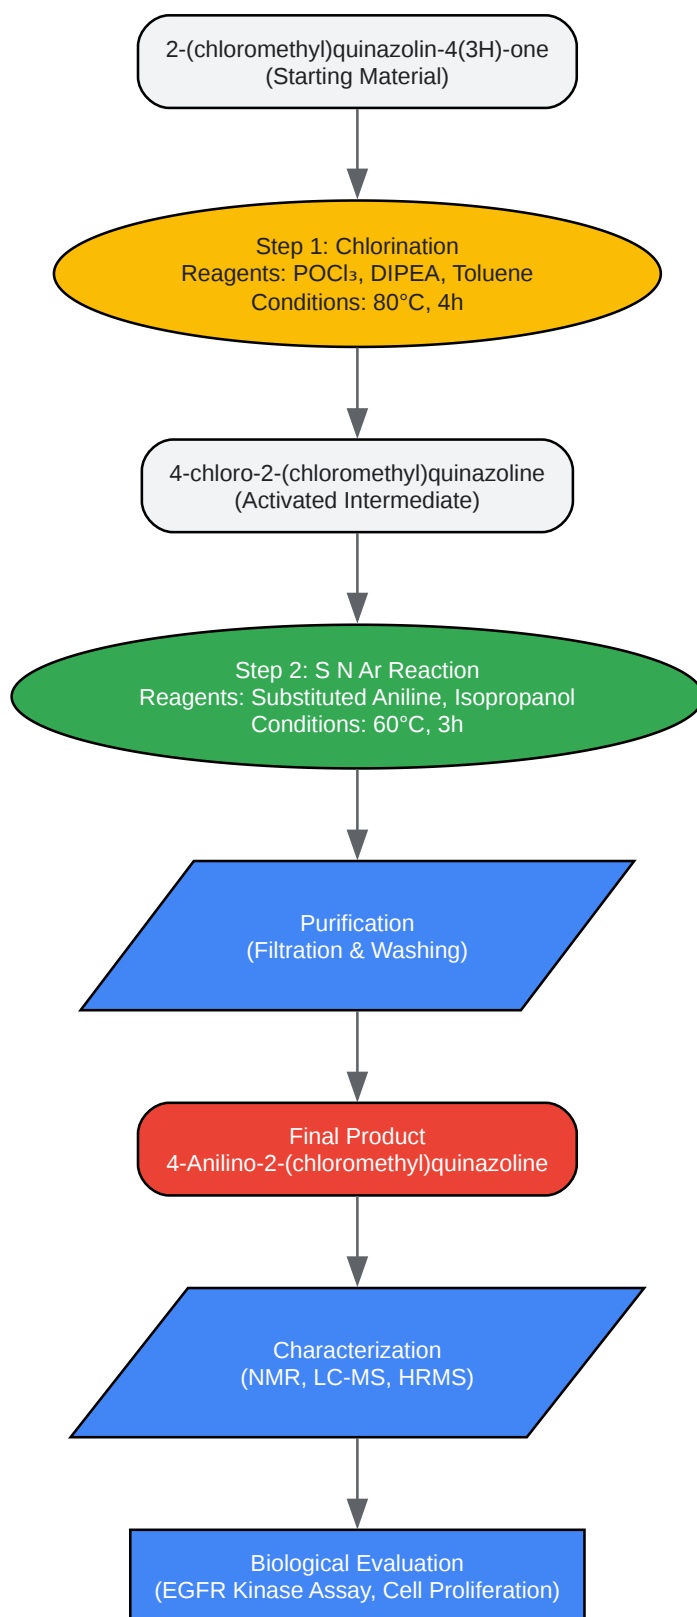 2-(chloromethyl)quinazolin-4(3H)-one
(Starting Material)
Step 1: Chlorination
Reagents: POCl₃, DIPEA, Toluene
Conditions: 80°C, 4h
4-chloro-2-(chloromethyl)quinazoline
(Activated Intermediate)
Step 2: S N Ar Reaction
Reagents: Substituted Aniline, Isopropanol
Conditions: 60°C, 3h
Purification
(Filtration & Washing)
Final Product
4-Anilino-2-(chloromethyl)quinazoline
Characterization
(NMR, LC-MS, HRMS)
Biological Evaluation
(EGFR Kinase Assay, Cell Proliferation)